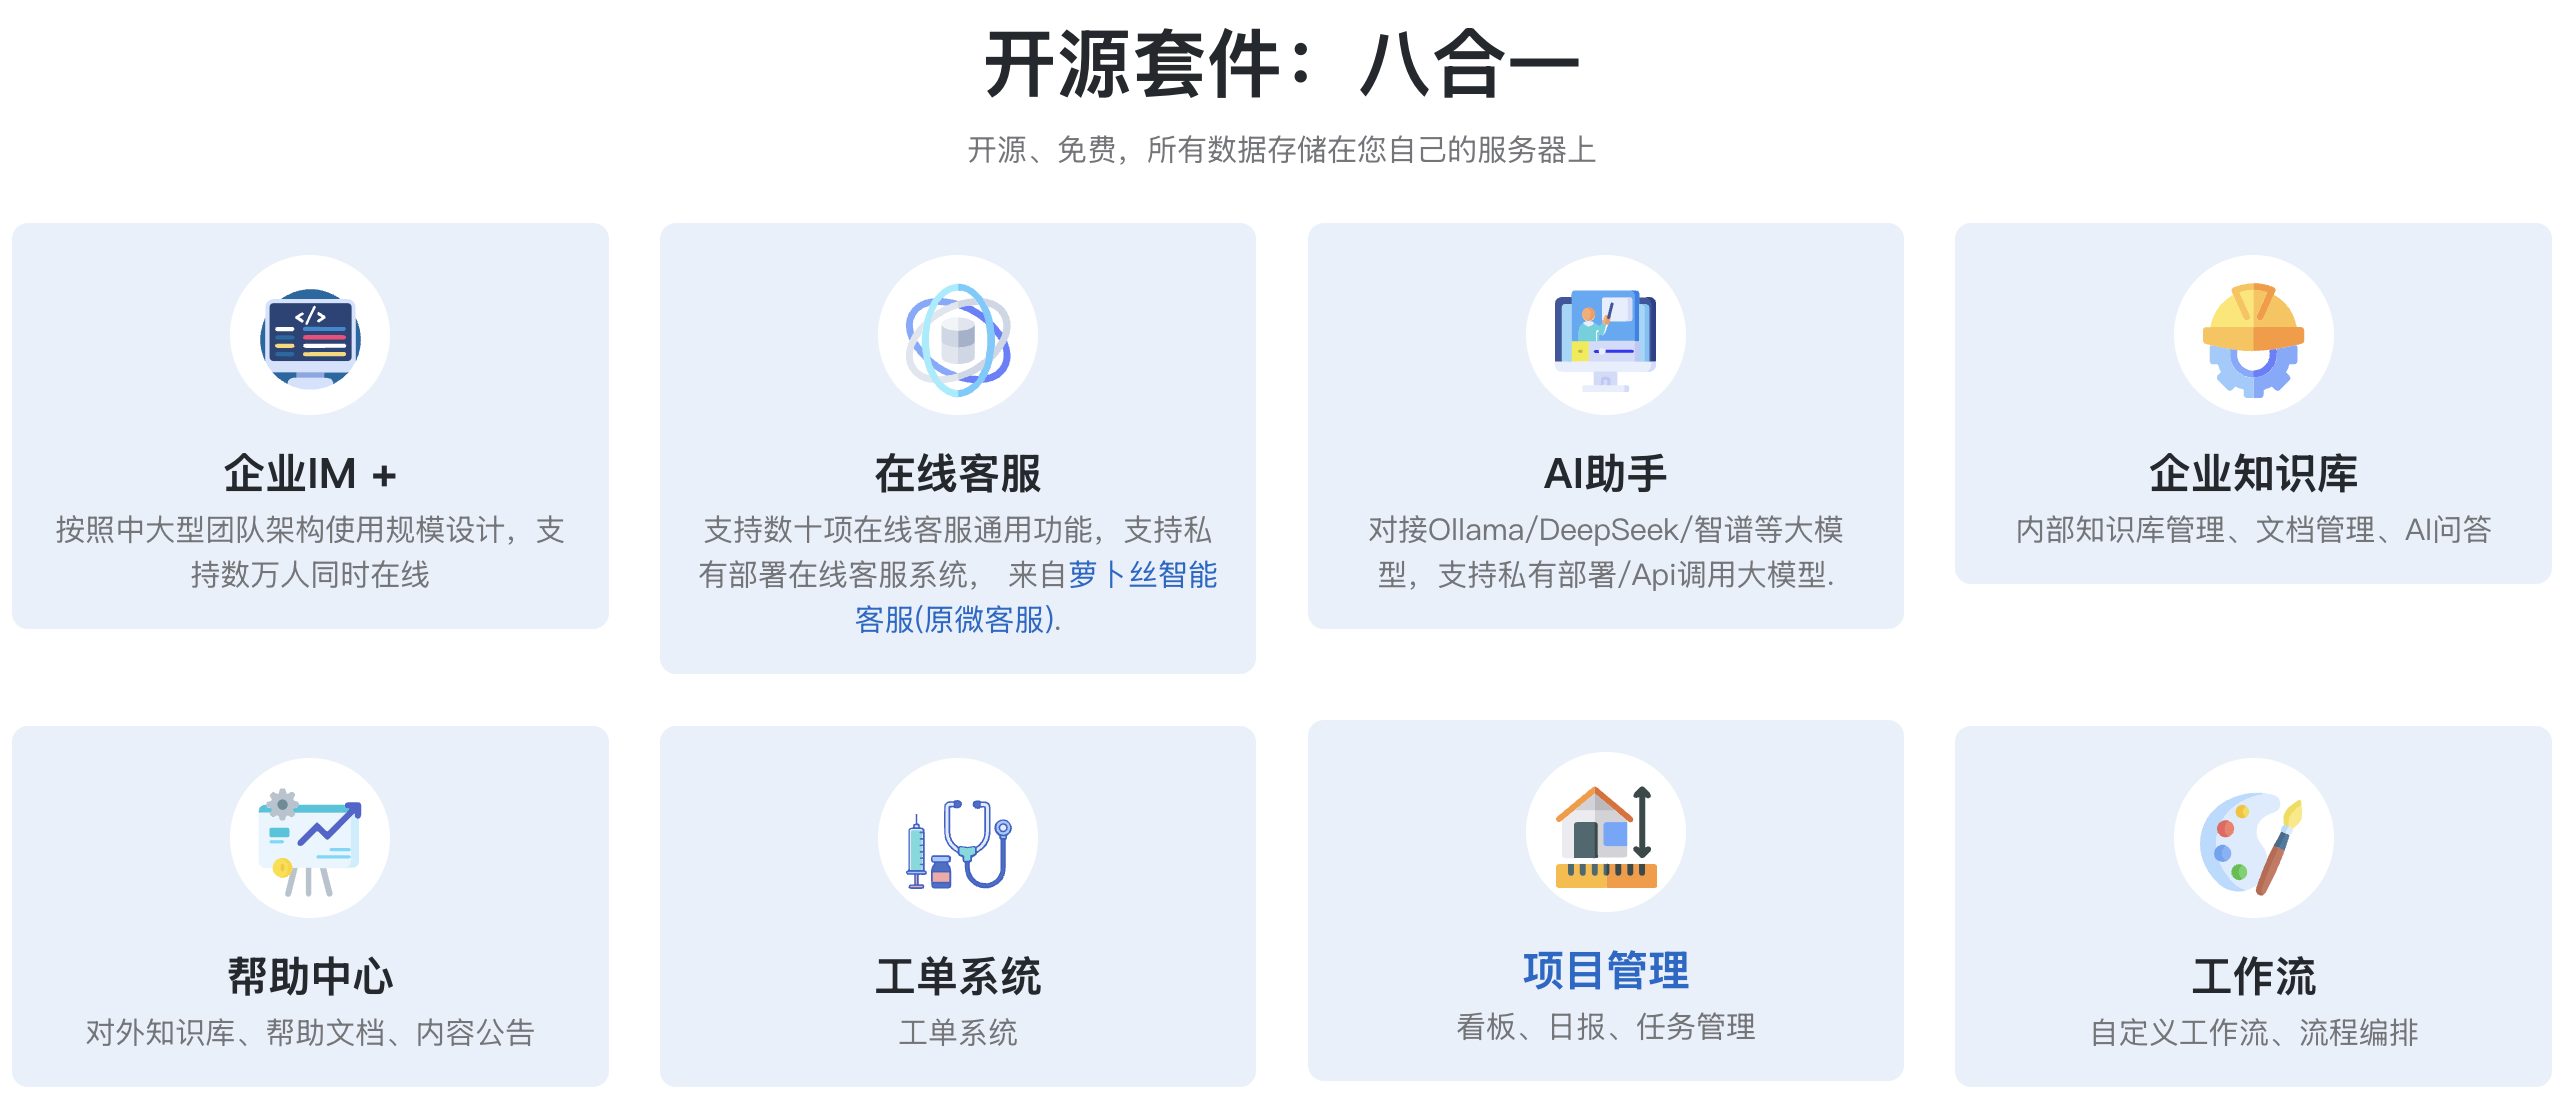 开源套件：八合一
开源、免费，所有数据存储在您自己的服务器上
企业IM +
按照中大型团队架构使用规模设计，支
持数万人同时在线
在线客服
支持数十项在线客服通用功能，支持私
有部署在线客服系统， 来自萝卜丝智能
客服(原微客服).
AI助手
对接Ollama/DeepSeek/智谱等大模
型，支持私有部署/Api调用大模型.
企业知识库
内部知识库管理、文档管理、AI问答
帮助中心
对外知识库、帮助文档、内容公告
工单系统
工单系统
项目管理
看板、日报、任务管理
工作流
自定义工作流、流程编排